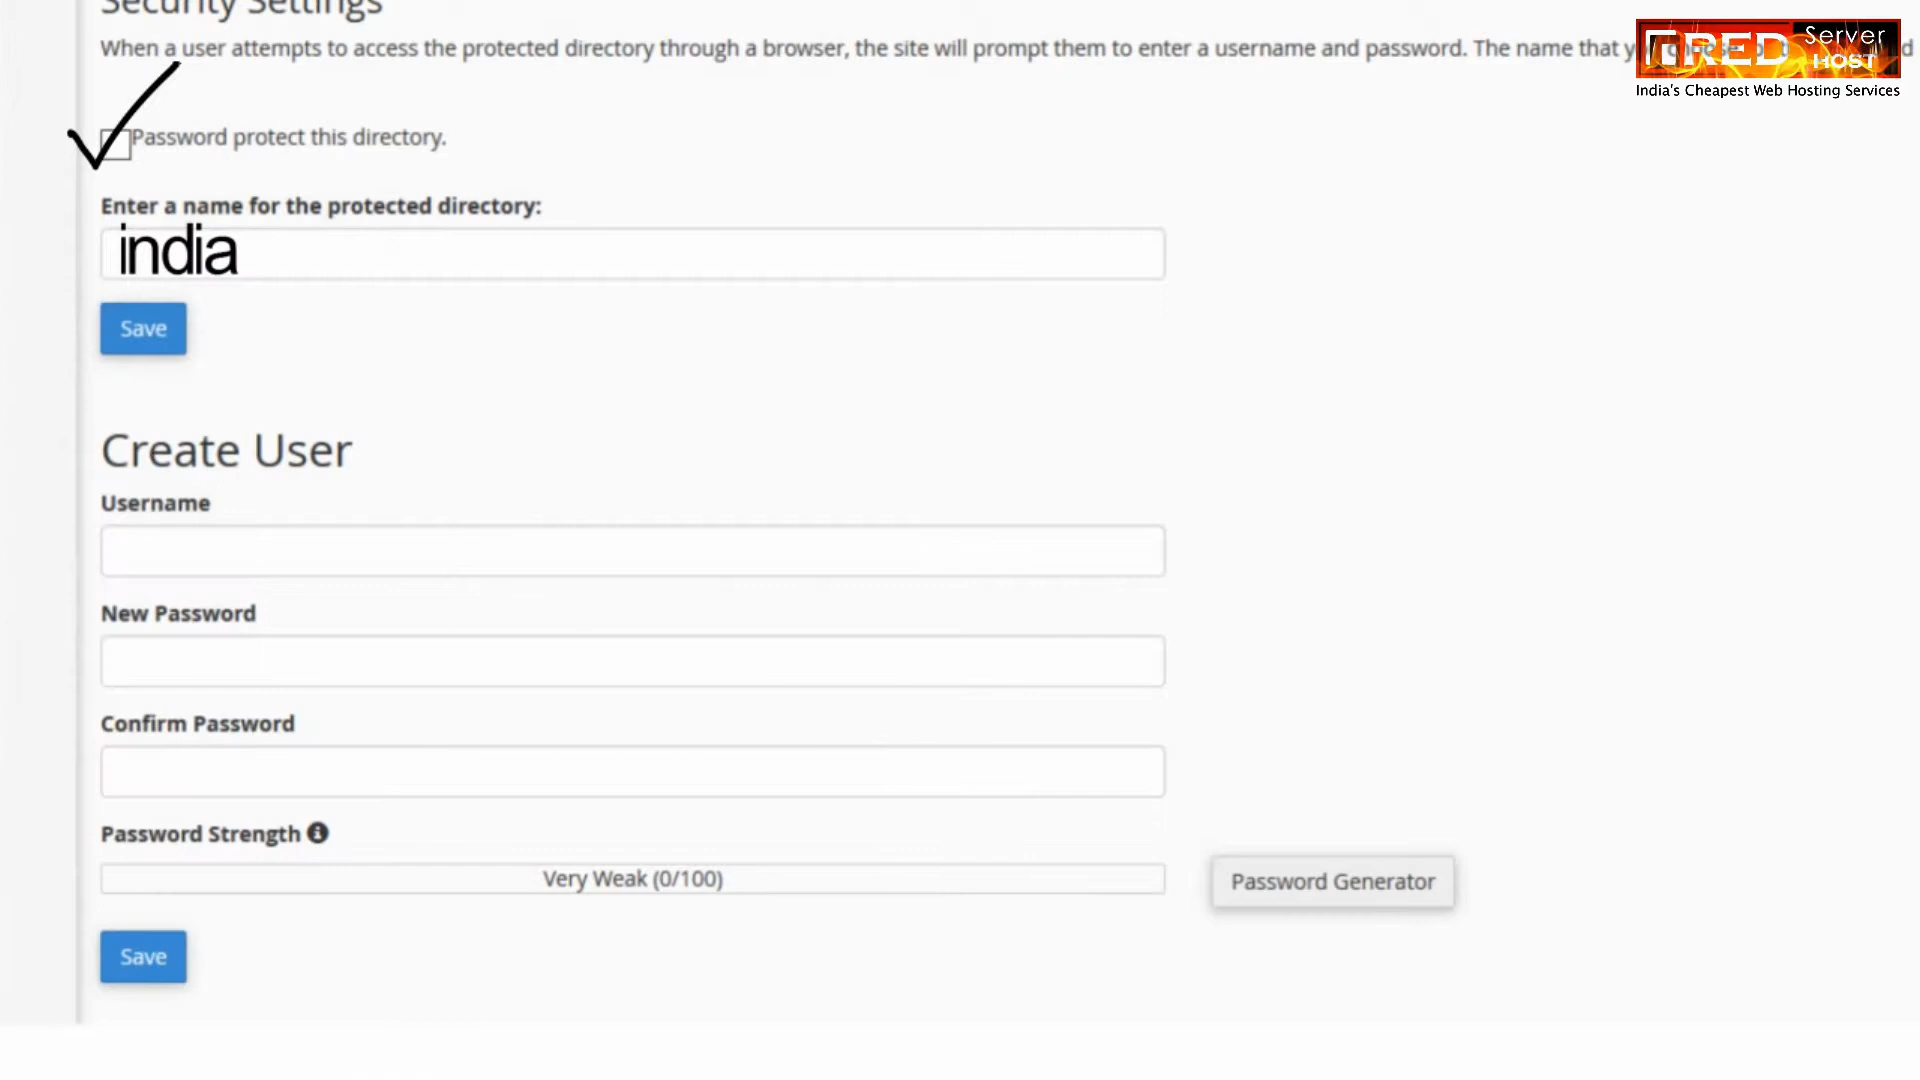 Security Settings
When a user attempts to access the protected directory through a browser, the site will prompt them to enter a username and password. The name that
RED Server HOST
India's Cheapest Web Hosting Services
Password protect this directory.
Enter a name for the protected directory:
india
Save
Create User
Username
New Password
Confirm Password
Password Strength
Very Weak (0/100)
Password Generator
Save